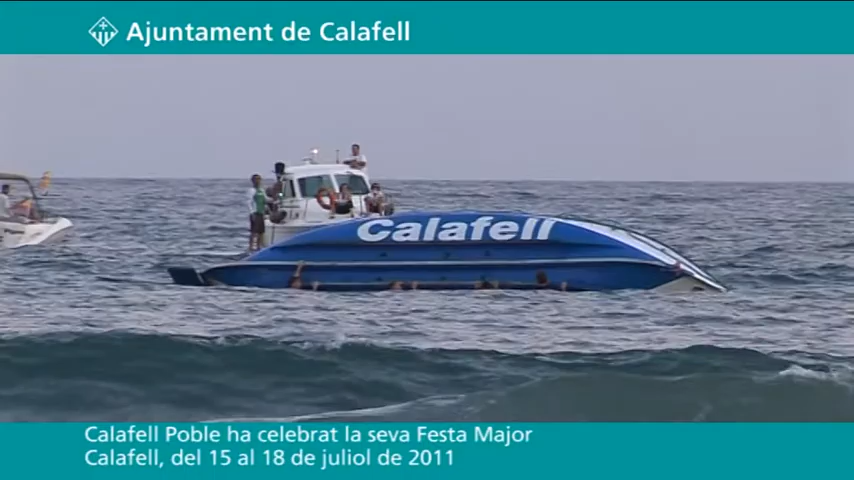 Ajuntament de Calafell
Calafell
Calafell Poble ha celebrat la seva Festa Major
Calafell, del 15 al 18 de juliol de 2011